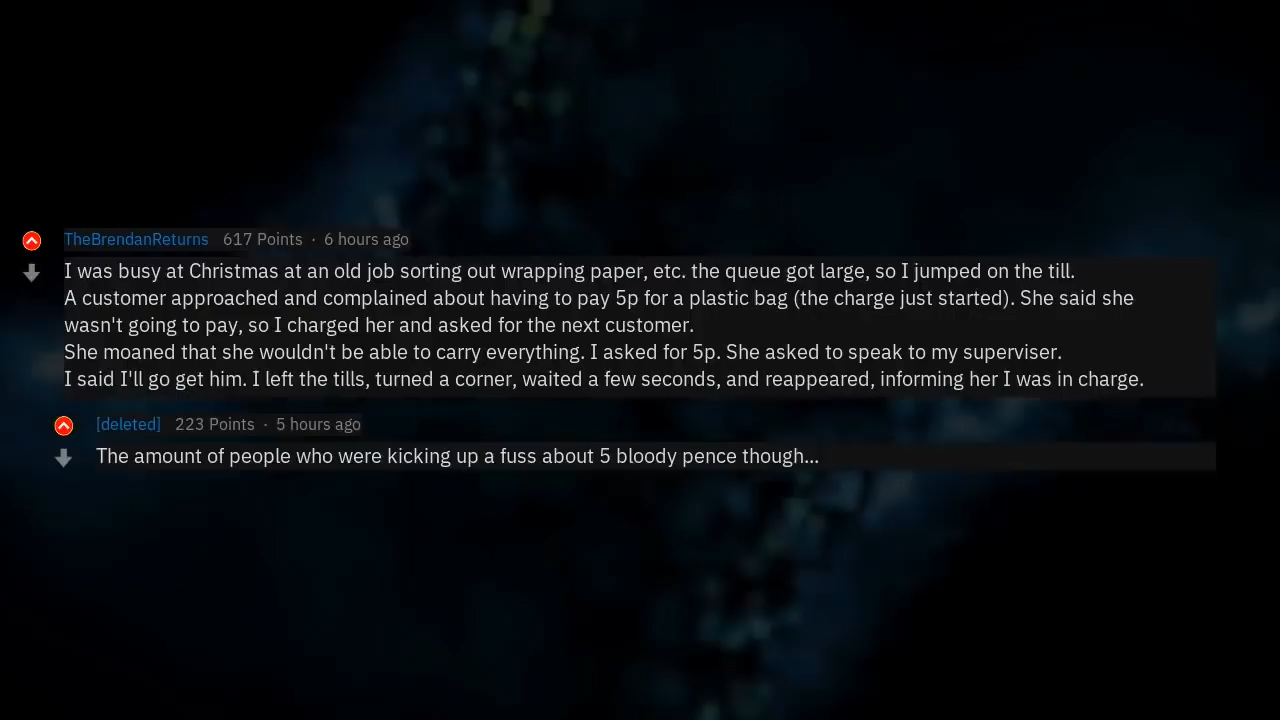 TheBrendanReturns 617 Points · 6 hours ago
I was busy at Christmas at an old job sorting out wrapping paper, etc. the queue got large, so I jumped on the till.
A customer approached and complained about having to pay 5p for a plastic bag (the charge just started). She said she
wasn't going to pay, so I charged her and asked for the next customer.
She moaned that she wouldn't be able to carry everything. I asked for 5p. She asked to speak to my superviser.
I said I'll go get him. I left the tills, turned a corner, waited a few seconds, and reappeared, informing her I was in charge.
[deleted] 223 Points · 5 hours ago
The amount of people who were kicking up a fuss about 5 bloody pence though...